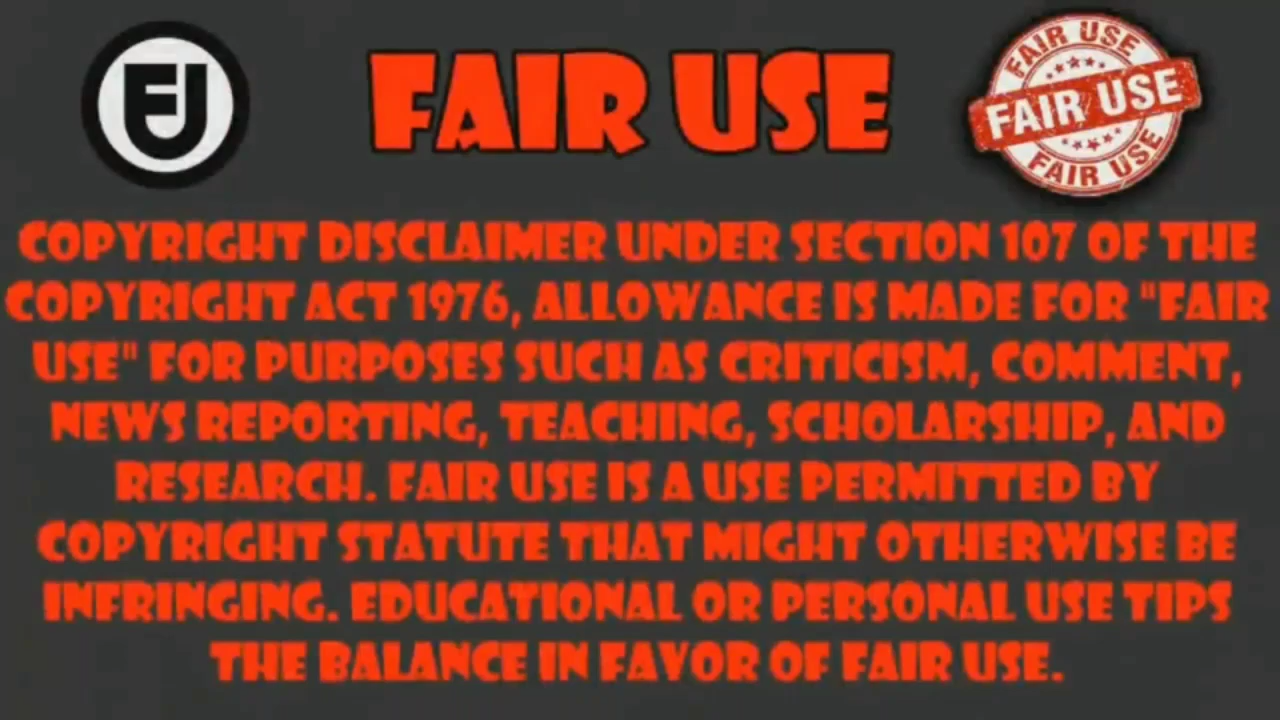 FU
FAIR USE
FAIR USE
FAIR USE
FAIR USE
COPYRIGHT DISCLAIMER UNDER SECTION 107 OF THE
COPYRIGHT ACT 1976, ALLOWANCE IS MADE FOR "FAIR
USE" FOR PURPOSES SUCH AS CRITICISM, COMMENT,
NEWS REPORTING, TEACHING, SCHOLARSHIP, AND
RESEARCH. FAIR USE IS A USE PERMITTED BY
COPYRIGHT STATUTE THAT MIGHT OTHERWISE BE
INFRINGING. EDUCATIONAL OR PERSONAL USE TIPS
THE BALANCE IN FAVOR OF FAIR USE.